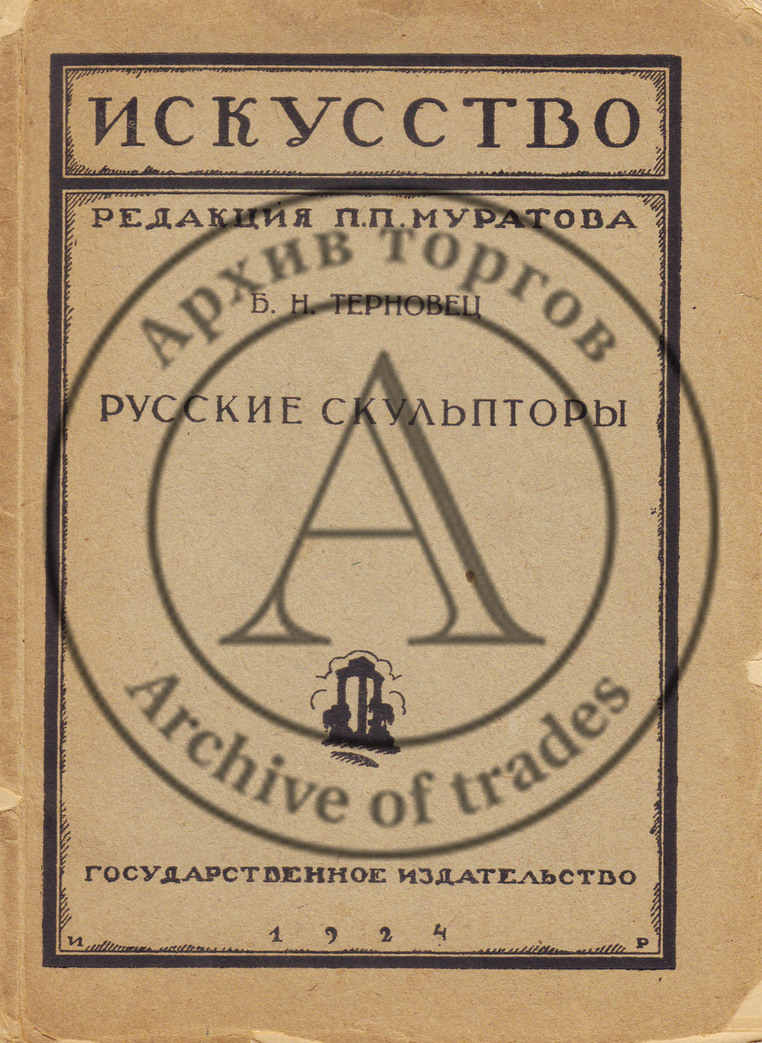 ИСКУССТВО
РЕДАКЦИЯ П.П.МУРАТОВА
Архив торгов
Б. Н. ТЕРНОВЕЦ
РУССКИЕ СКУЛЬПТОРЫ
А
Archive of trades
ГОСУДАРСТВЕННОЕ ИЗДАТЕЛЬСТВО
И 1924 Р